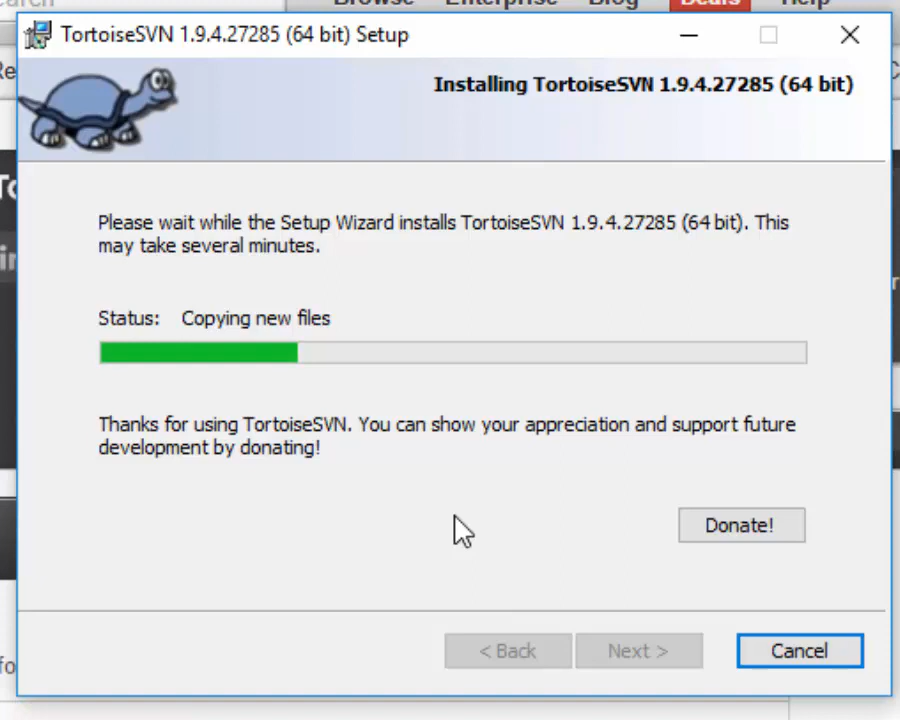 earch
Browse Enterprise Blog Deals Help
TortoiseSVN 1.9.4.27285 (64 bit) Setup
Installing TortoiseSVN 1.9.4.27285 (64 bit)
Please wait while the Setup Wizard installs TortoiseSVN 1.9.4.27285 (64 bit). This
may take several minutes.
Status: Copying new files
Thanks for using TortoiseSVN. You can show your appreciation and support future
development by donating!
Donate!
< Back Next > Cancel